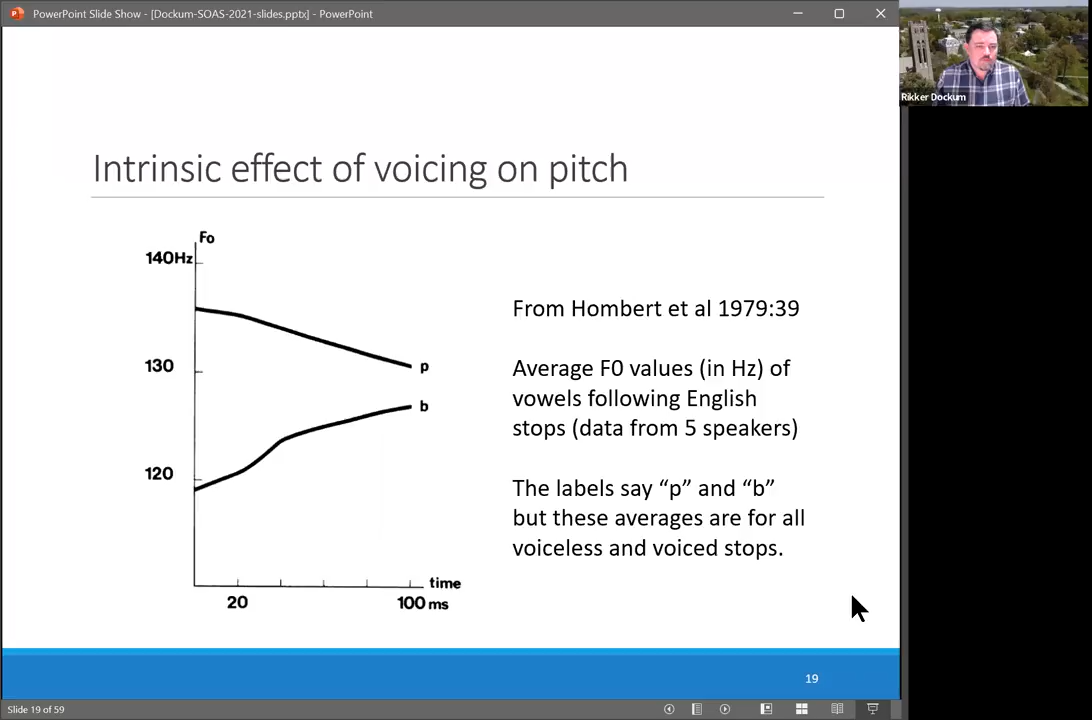 PowerPoint Slide Show - [Dockum-SOAS-2021-slides.pptx] - PowerPoint
Rikker Dockum
Intrinsic effect of voicing on pitch
Fo
140Hz
130
120
p
b
time
20
100 ms
From Hombert et al 1979:39
Average F0 values (in Hz) of
vowels following English
stops (data from 5 speakers)
The labels say “p” and “b”
but these averages are for all
voiceless and voiced stops.
19
Slide 19 of 59